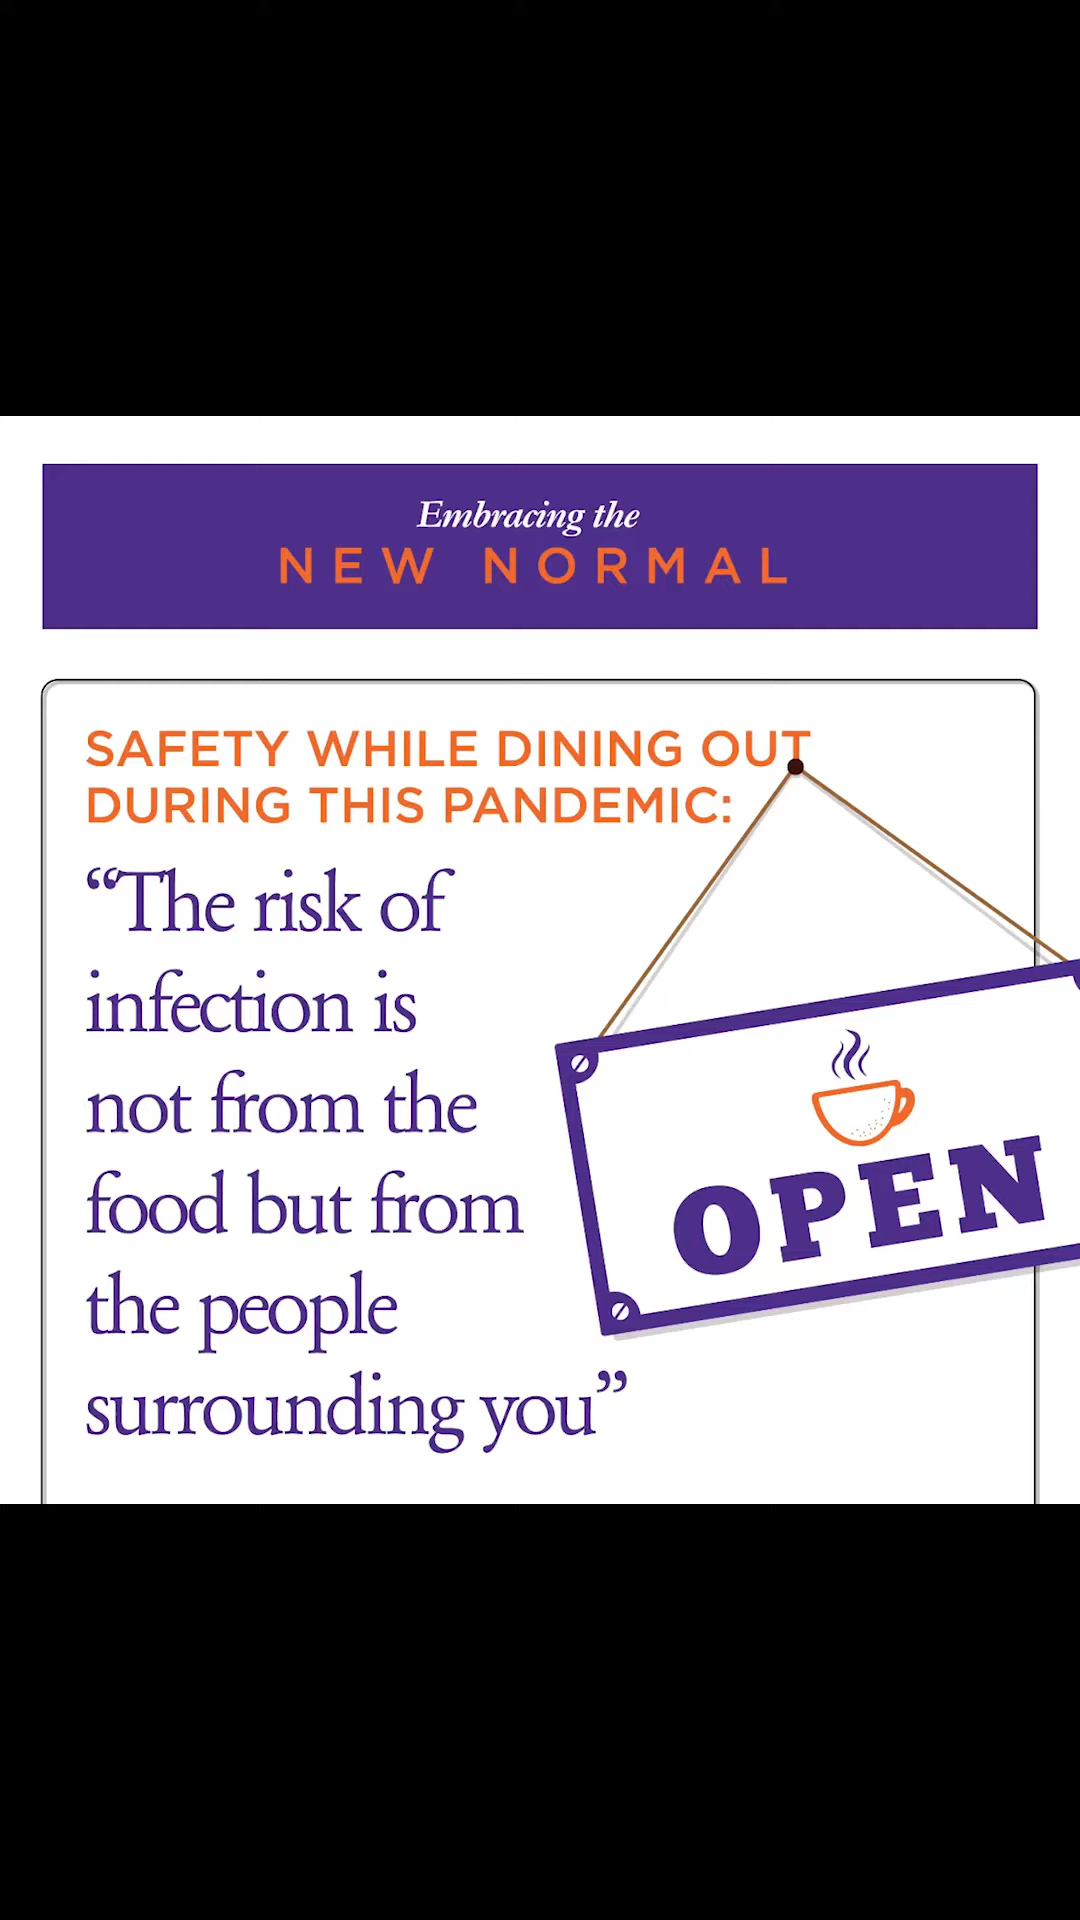 Embracing the
NEW NORMAL
SAFETY WHILE DINING OUT
DURING THIS PANDEMIC:
“The risk of
infection is
not from the
food but from
the people
surrounding you”
OPEN